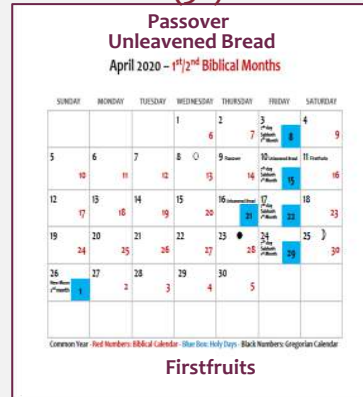 Passover
Unleavened Bread
April 2020 – 1st/2nd Biblical Months
SUNDAY MONDAY TUESDAY WEDNESDAY THURSDAY FRIDAY SATURDAY
1 2 3 4
6 7 8 9
5 6 7 8 9 Passover 10 Unleavened Bread 11 Firstfruits
10 11 12 13 14 15 16
12 13 14 15 16 Unleavened Bread 17 18
17 18 19 20 21 22 23
19 20 21 22 23 24 25
24 25 26 27 28 29 30
26 27 28 29 30
New Moon
2nd month
1 2 3 4 5
Common Year - Red Numbers: Biblical Calendar - Blue Box: Holy Days - Black Numbers: Gregorian Calendar
Firstfruits